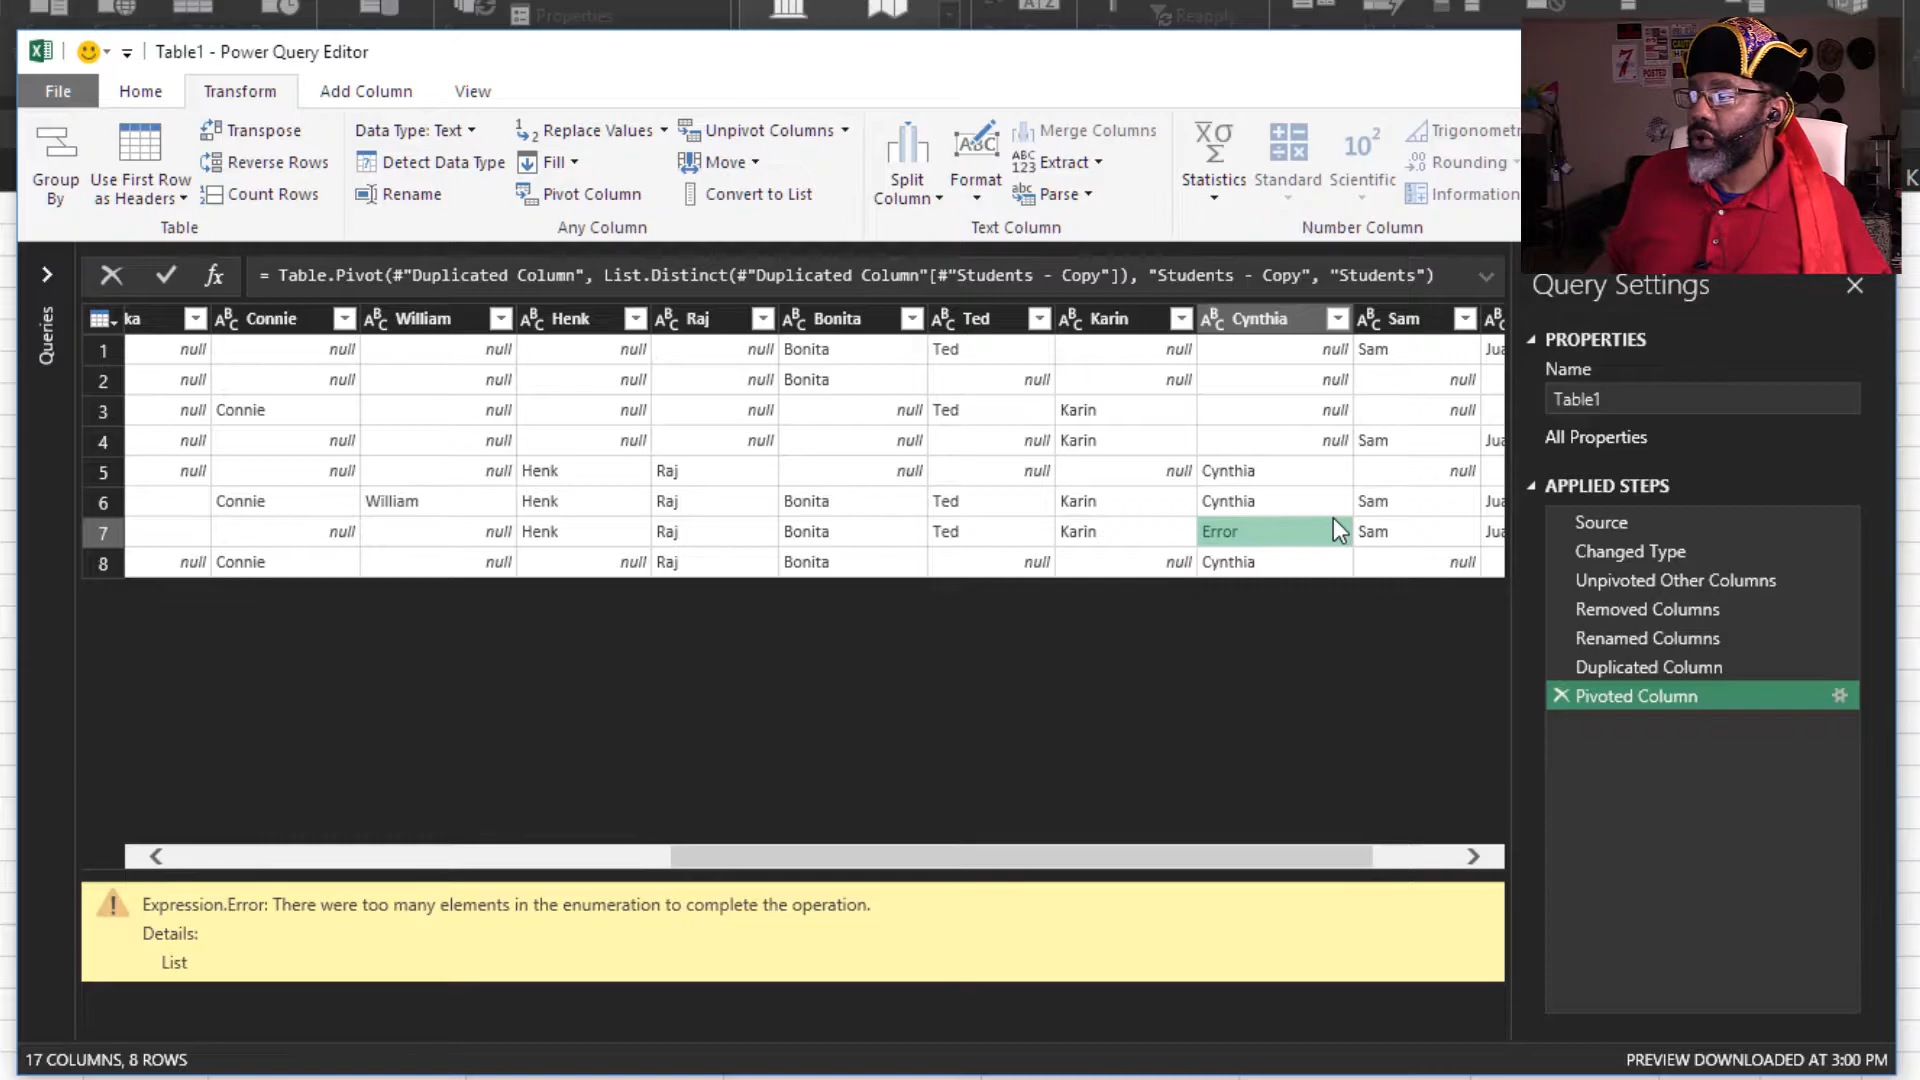 Properties
Reapply
Table1 - Power Query Editor
File Home Transform Add Column View
Transpose Data Type: Text Replace Values Unpivot Columns Merge Columns
Reverse Rows Detect Data Type Fill Move Extract Rounding
Group By Use First Row as Headers Count Rows Rename Pivot Column Convert to List Split Column Format Parse Statistics Standard Scientific Information
Table Any Column Text Column Number Column
= Table.Pivot(#"Duplicated Column", List.Distinct(#"Duplicated Column"[#"Students - Copy"]), "Students - Copy", "Students")
Queries
ka Connie William Henk Raj Bonita Ted Karin Cynthia Sam
1 null null null null null Bonita Ted null null Sam Jua
2 null null null null null Bonita null null null null
3 null Connie null null null null Ted Karin null null
4 null null null null null null null Karin null Sam Jua
5 null null null Henk Raj null null null Cynthia null
6 Connie William Henk Raj Bonita Ted Karin Cynthia Sam Jua
7 null null Henk Raj Bonita Ted Karin Error Sam Jua
8 null Connie null null Raj Bonita null null Cynthia null
Expression.Error: There were too many elements in the enumeration to complete the operation.
Details:
List
Query Settings
PROPERTIES
Name
Table1
All Properties
APPLIED STEPS
Source
Changed Type
Unpivoted Other Columns
Removed Columns
Renamed Columns
Duplicated Column
Pivoted Column
17 COLUMNS, 8 ROWS
PREVIEW DOWNLOADED AT 3:00 PM